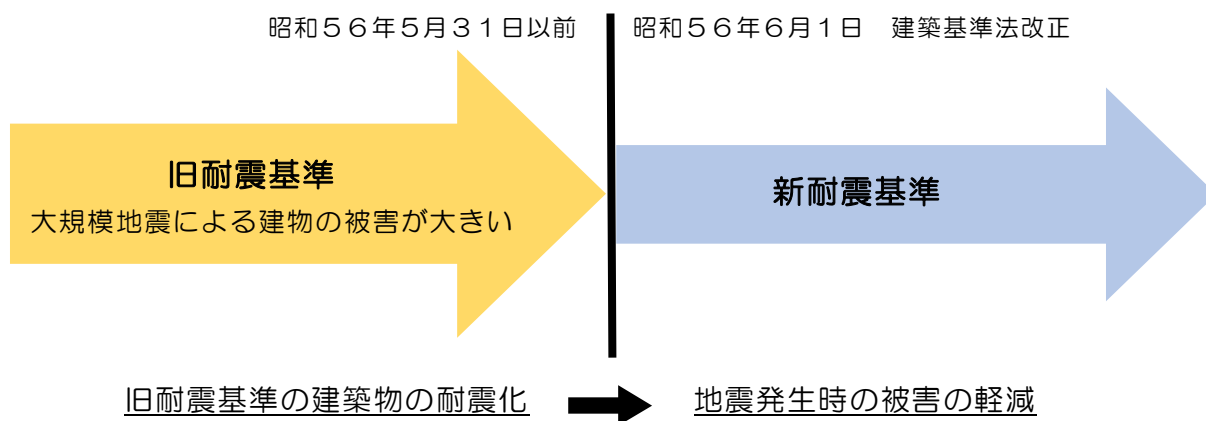 昭和５６年５月３１日以前
昭和５６年６月１日　建築基準法改正
旧耐震基準
大規模地震による建物の被害が大きい
新耐震基準
旧耐震基準の建築物の耐震化
地震発生時の被害の軽減